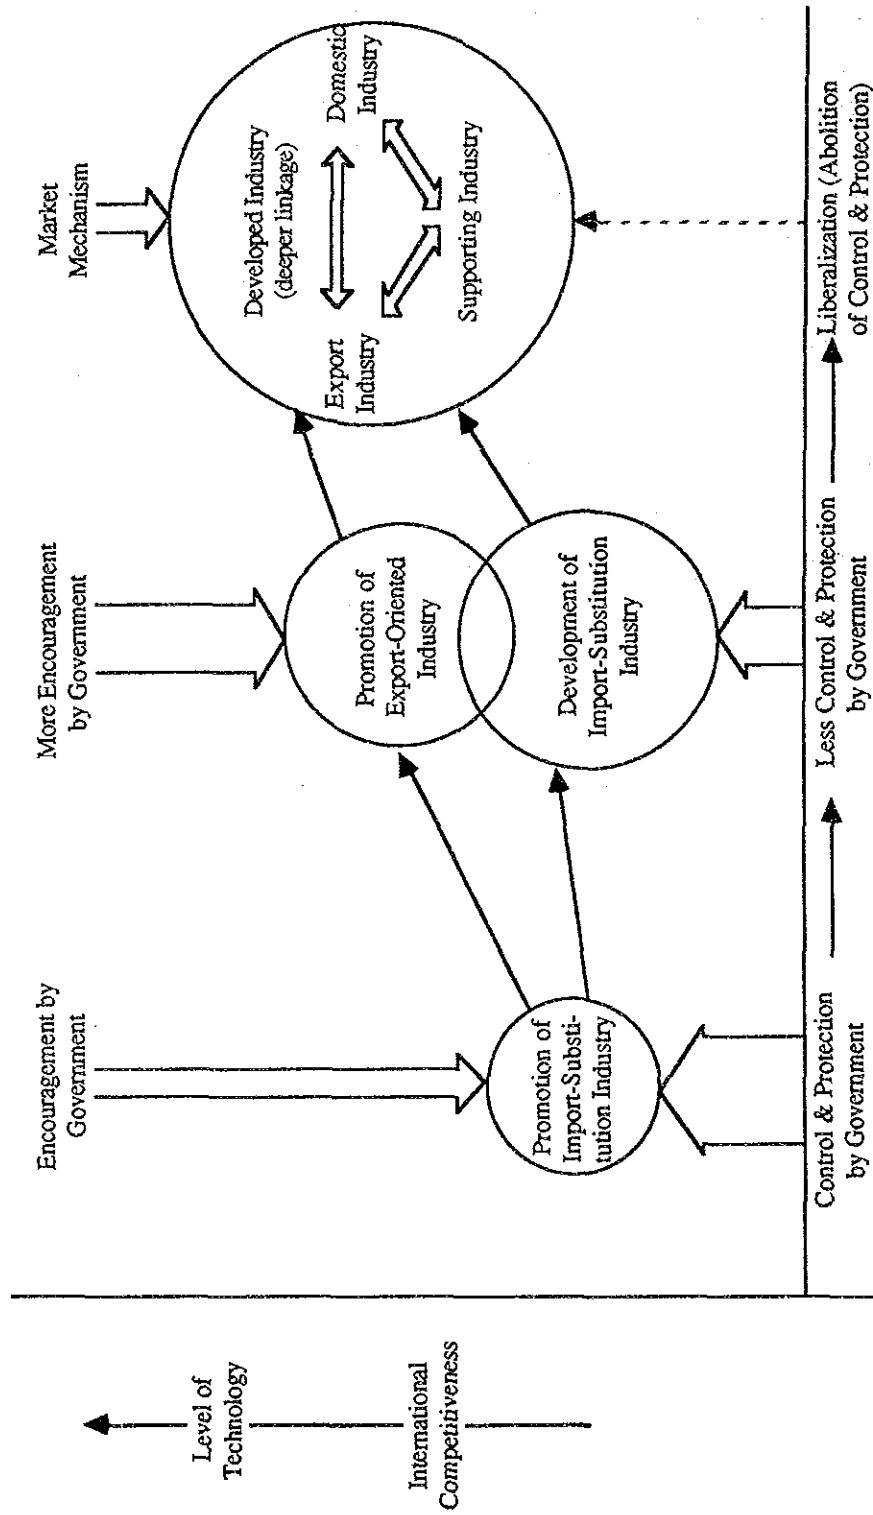 Encouragement by
Government
More Encouragement
by Government
Market
Mechanism
Level of
Technology
International
Competitiveness
Promotion of
Import-Substi-
tution Industry
Promotion of
Export-Oriented
Industry
Development of
Import-Substitution
Industry
Developed Industry
(deeper linkage)
Export
Industry
Domestic
Industry
Supporting Industry
Control & Protection
by Government
Less Control & Protection
by Government
Liberalization (Abolition
of Control & Protection)